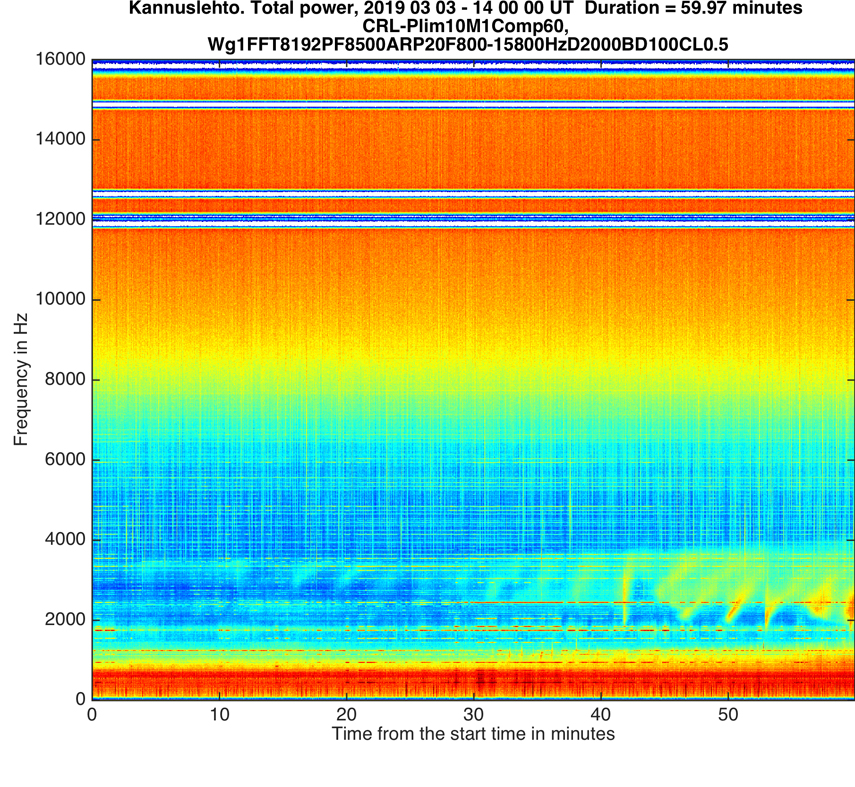 Kannuslehto. Total power, 2019 03 03 - 14 00 00 UT  Duration = 59.97 minutes
CRL-Plim10M1Comp60,
Wg1FFT8192PF8500ARP20F800-15800HzD2000BD100CL0.5
16000
14000
12000
10000
8000
6000
4000
2000
0
Frequency in Hz
0 10 20 30 40 50
Time from the start time in minutes